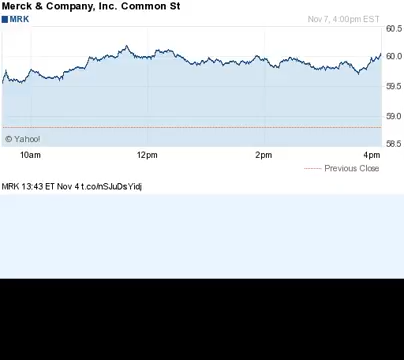 Merck & Company, Inc. Common St
MRK Nov 7, 4:00pm EST
60.5
60.0
59.5
59.0
58.5
© Yahoo!
10am 12pm 2pm 4pm
Previous Close
MRK 13:43 ET Nov 4 t.co/nSJuDsYidj